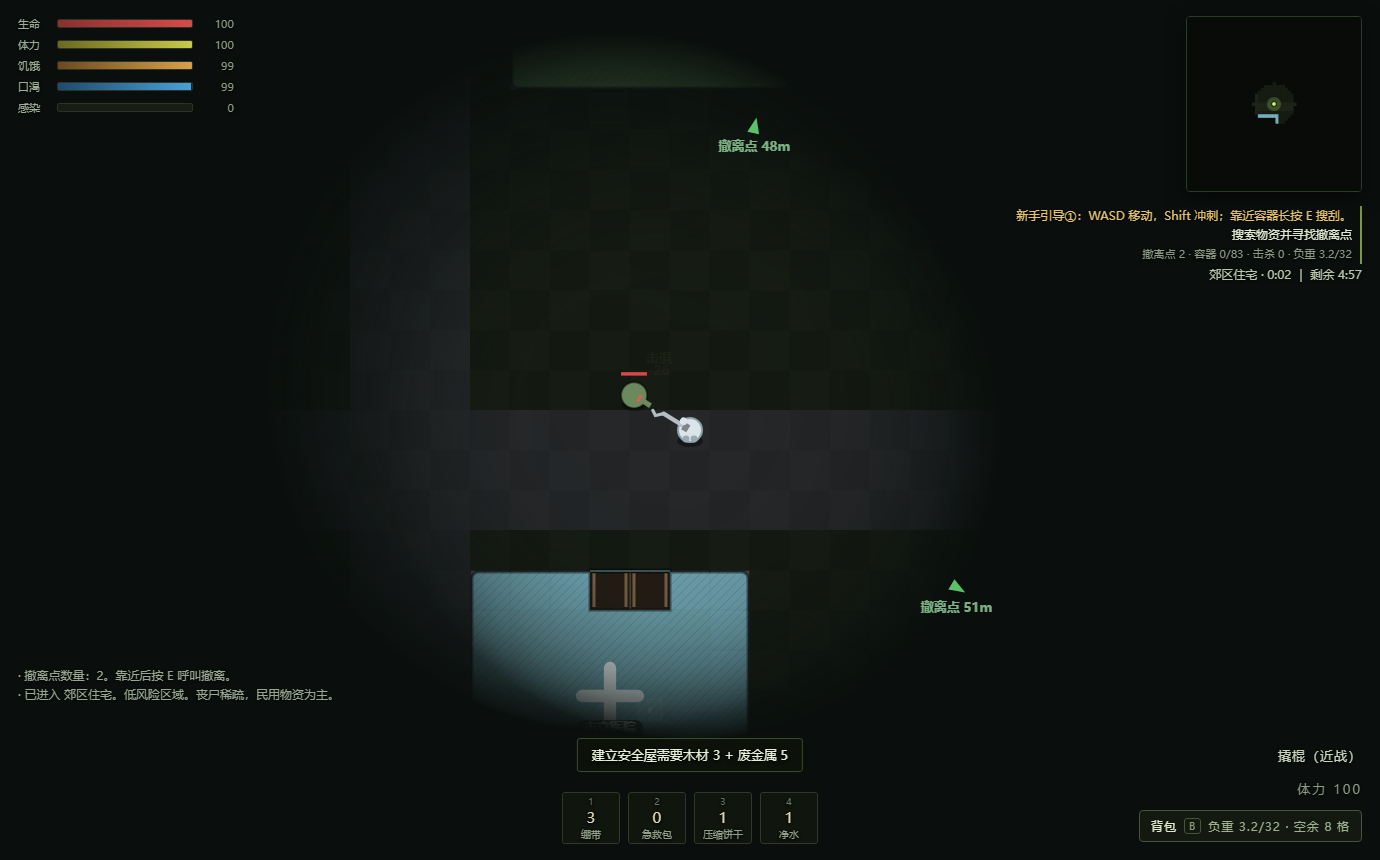 生命 100
体力 100
饥饿 99
口渴 99
感染 0
撤离点 48m
新手引导①：WASD 移动，Shift 冲刺；靠近容器长按 E 搜刮。
搜索物资并寻找撤离点
撤离点 2 · 容器 0/83 · 击杀 0 · 负重 3.2/32
郊区住宅 · 0:02 ｜ 剩余 4:57
撤离点 51m
· 撤离点数量：2。靠近后按 E 呼叫撤离。
· 已进入 郊区住宅。低风险区域。丧尸稀疏，民用物资为主。
建立安全屋需要木材 3 + 废金属 5
1 2 3 4
3 0 1 1
绷带 急救包 压缩饼干 净水
撬棍（近战）
体力 100
背包 B 负重 3.2/32 · 空余 8 格